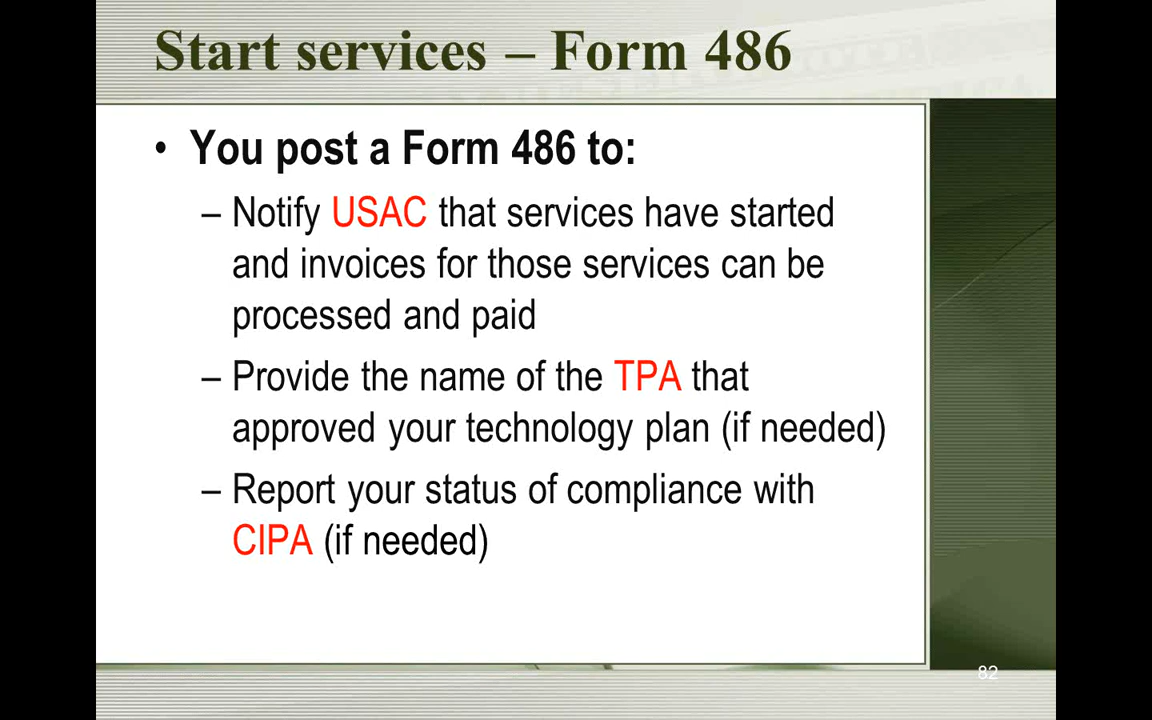 Start services – Form 486
• You post a Form 486 to:
– Notify USAC that services have started
and invoices for those services can be
processed and paid
– Provide the name of the TPA that
approved your technology plan (if needed)
– Report your status of compliance with
CIPA (if needed)
82